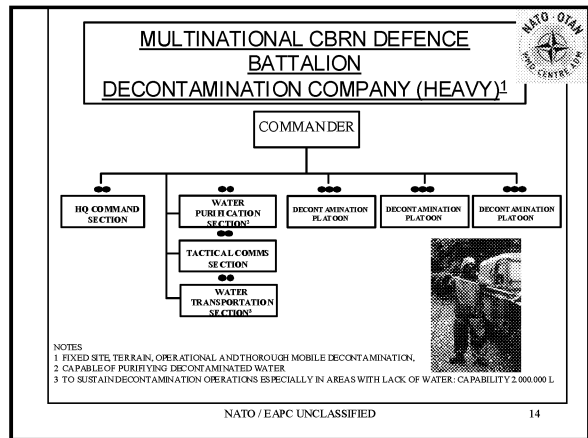 NATO OTAN
WMD CENTRE
MULTINATIONAL CBRN DEFENCE
BATTALION
DECONTAMINATION COMPANY (HEAVY)1
COMMANDER
HQ COMMAND
SECTION
WATER
PURIFICATION
SECTION2
DECONTAMINATION
PLATOON
DECONTAMINATION
PLATOON
DECONTAMINATION
PLATOON
TACTICAL COMMS
SECTION
WATER
TRANSPORTATION
SECTION3
NOTES
1 FIXED SITE, TERRAIN, OPERATIONAL AND THOROUGH MOBILE DECONTAMINATION,
2 CAPABLE OF PURIFIYING DECONTAMINATED WATER
3 TO SUSTAIN DECONTAMINATION OPERATIONS ESPECIALLY IN AREAS WITH LACK OF WATER: CAPABILITY 2.000.000 L
NATO / EAPC UNCLASSIFIED
14